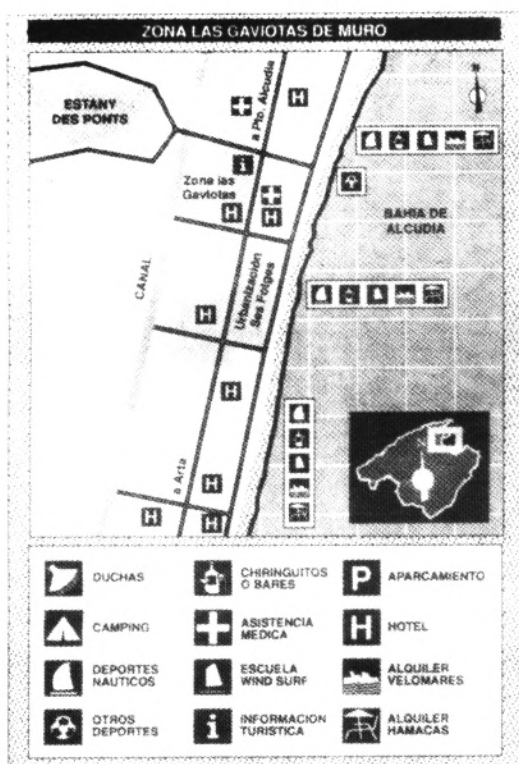 ZONA LAS GAVIOTAS DE MURO
N
ESTANY
DES PONTS
a Pto. Alcudia
H
i
Zona las
Gaviotas
H
H
BAHIA DE
ALCUDIA
CANAL
Urbanización
Ses Fotges
H
H
a Arta
H
H
H
DUCHAS
CHIRINGUITOS
O BARES
P
APARCAMIENTO
CAMPING
ASISTENCIA
MEDICA
H
HOTEL
DEPORTES
NAUTICOS
ESCUELA
WIND SURF
ALQUILER
VELOMARES
OTROS
DEPORTES
i
INFORMACION
TURISTICA
ALQUILER
HAMACAS